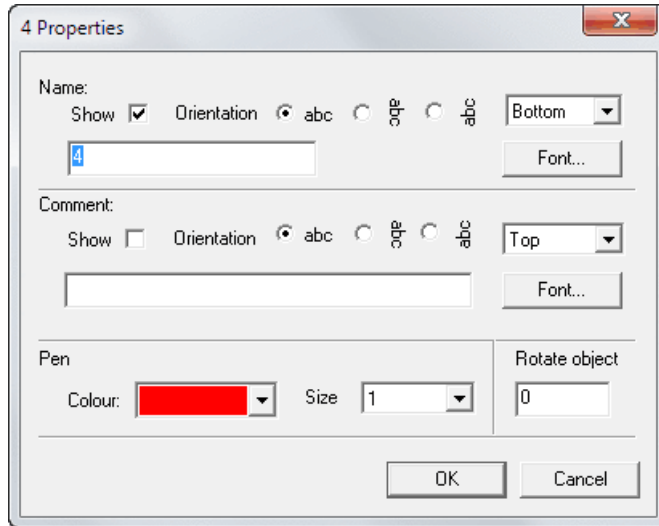 4 Properties
X
Name:
Show Orientation abc abc abc Bottom
4 Font...
Comment:
Show Orientation abc abc abc Top
Font...
Pen Rotate object
Colour: Size 1 0
OK Cancel